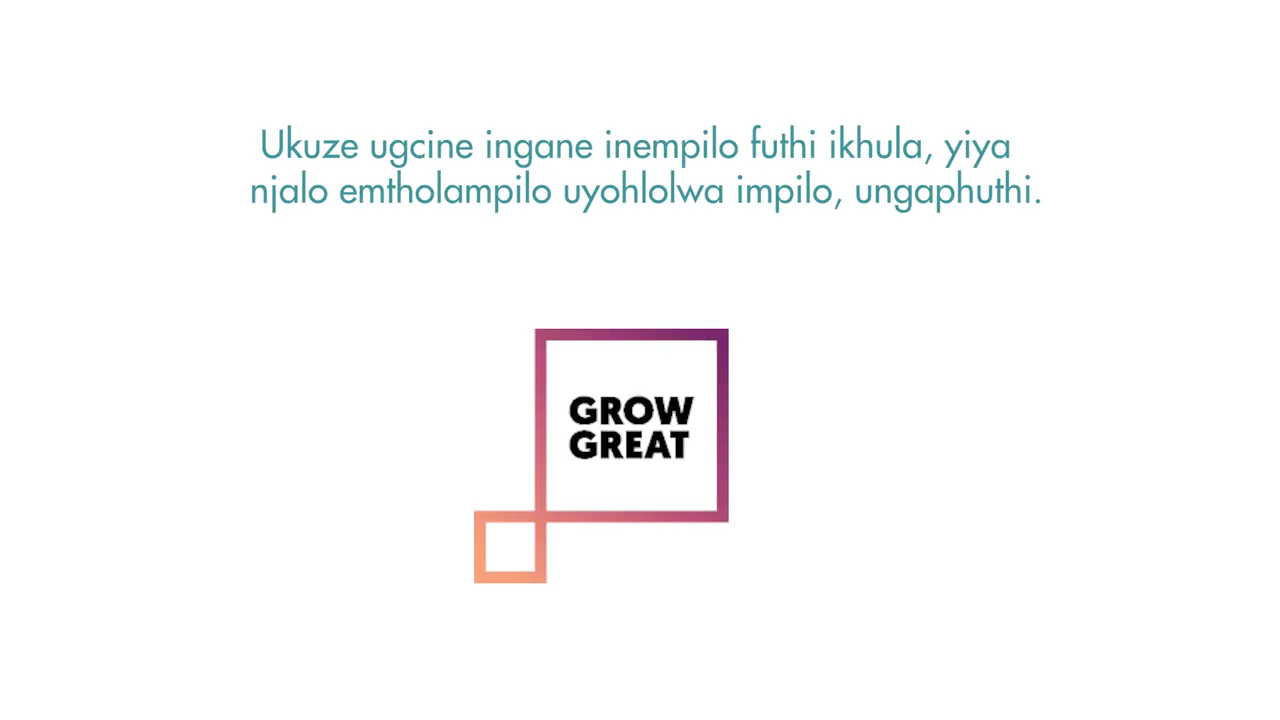 Ukuze ugcine ingane inempilo futhi ikhula, yiya
njalo emtholampilo uyohlolwa impilo, ungaphuthi.
GROW
GREAT